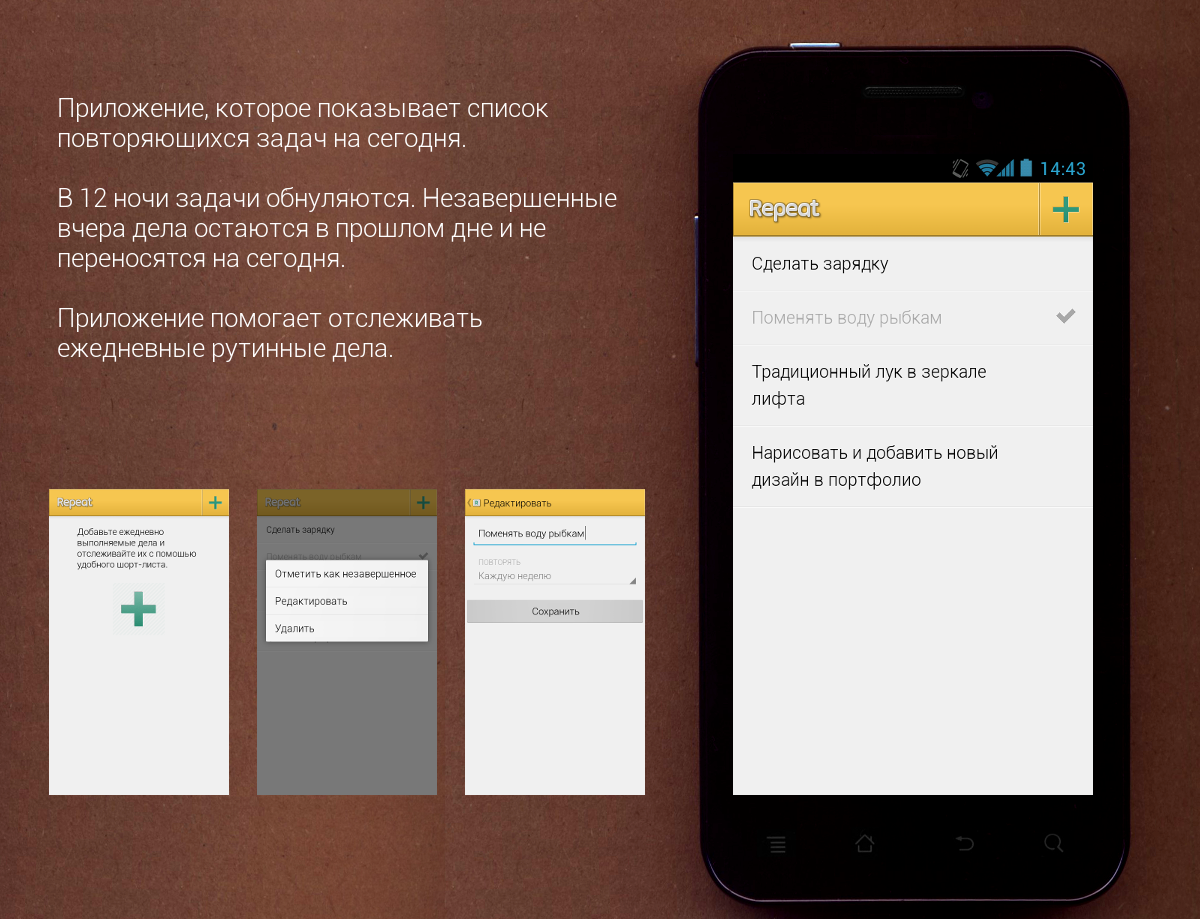 Приложение, которое показывает список
повторяющихся задач на сегодня.
В 12 ночи задачи обнуляются. Незавершенные
вчера дела остаются в прошлом дне и не
переносятся на сегодня.
Приложение помогает отслеживать
ежедневные рутинные дела.
14:43
Repeat
Сделать зарядку
Поменять воду рыбкам
Традиционный лук в зеркале
лифта
Нарисовать и добавить новый
дизайн в портфолио
Repeat
Добавьте ежедневно
выполняемые дела и
отслеживайте их с помощью
удобного шорт-листа.
Repeat
Сделать зарядку
Поменять воду рыбкам
Отметить как незавершенное
Редактировать
Удалить
Редактировать
Поменять воду рыбкам
ПОВТОРЯТЬ
Каждую неделю
Сохранить